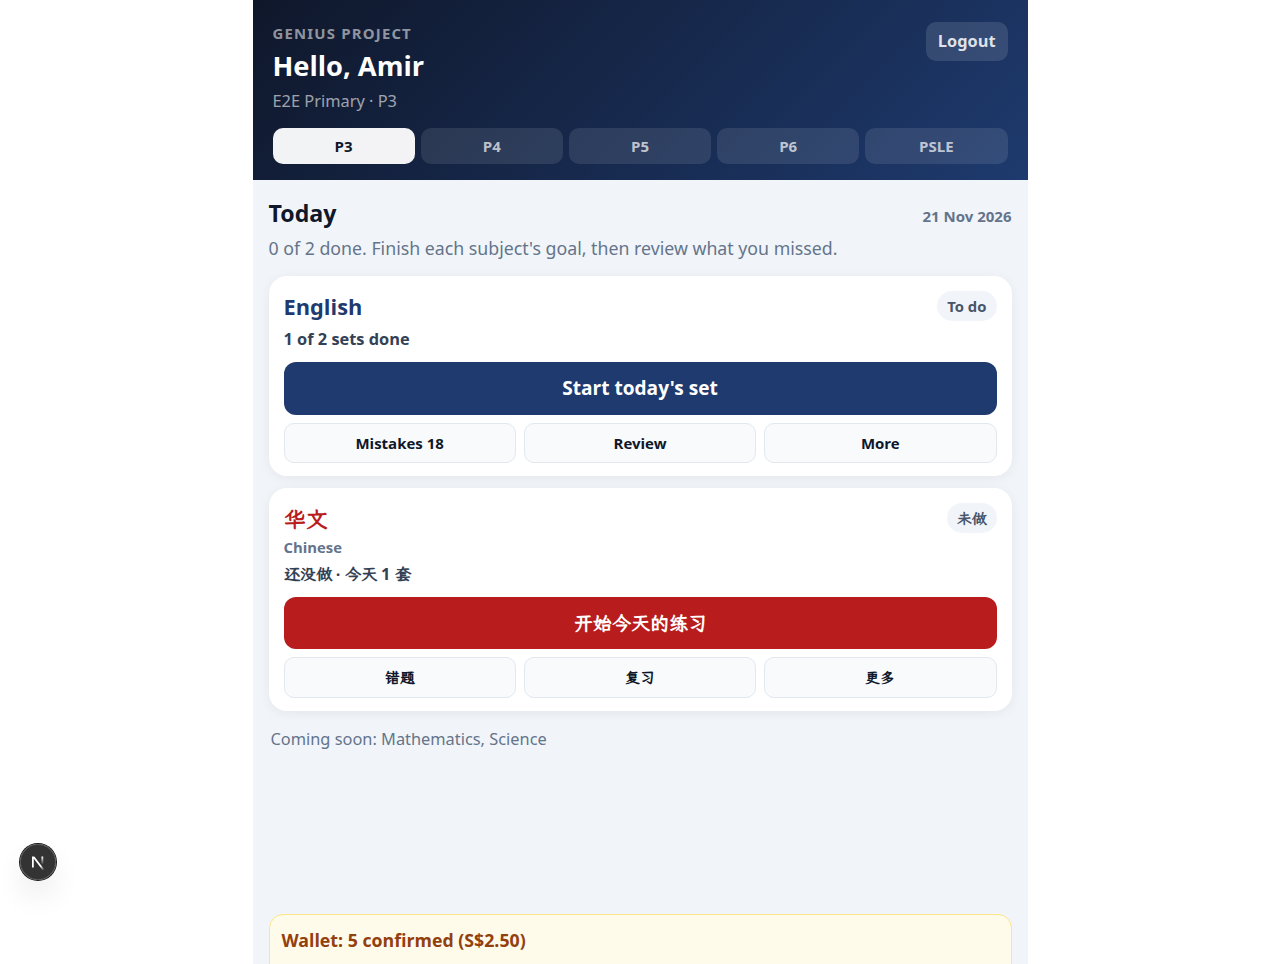 GENIUS PROJECT
Logout
Hello, Amir
E2E Primary · P3
P3 P4 P5 P6 PSLE
Today
21 Nov 2026
0 of 2 done. Finish each subject's goal, then review what you missed.
English
To do
1 of 2 sets done
Start today's set
Mistakes 18 Review More
华文
未做
Chinese
还没做 · 今天 1 套
开始今天的练习
错题 复习 更多
Coming soon: Mathematics, Science
N
Wallet: 5 confirmed (S$2.50)